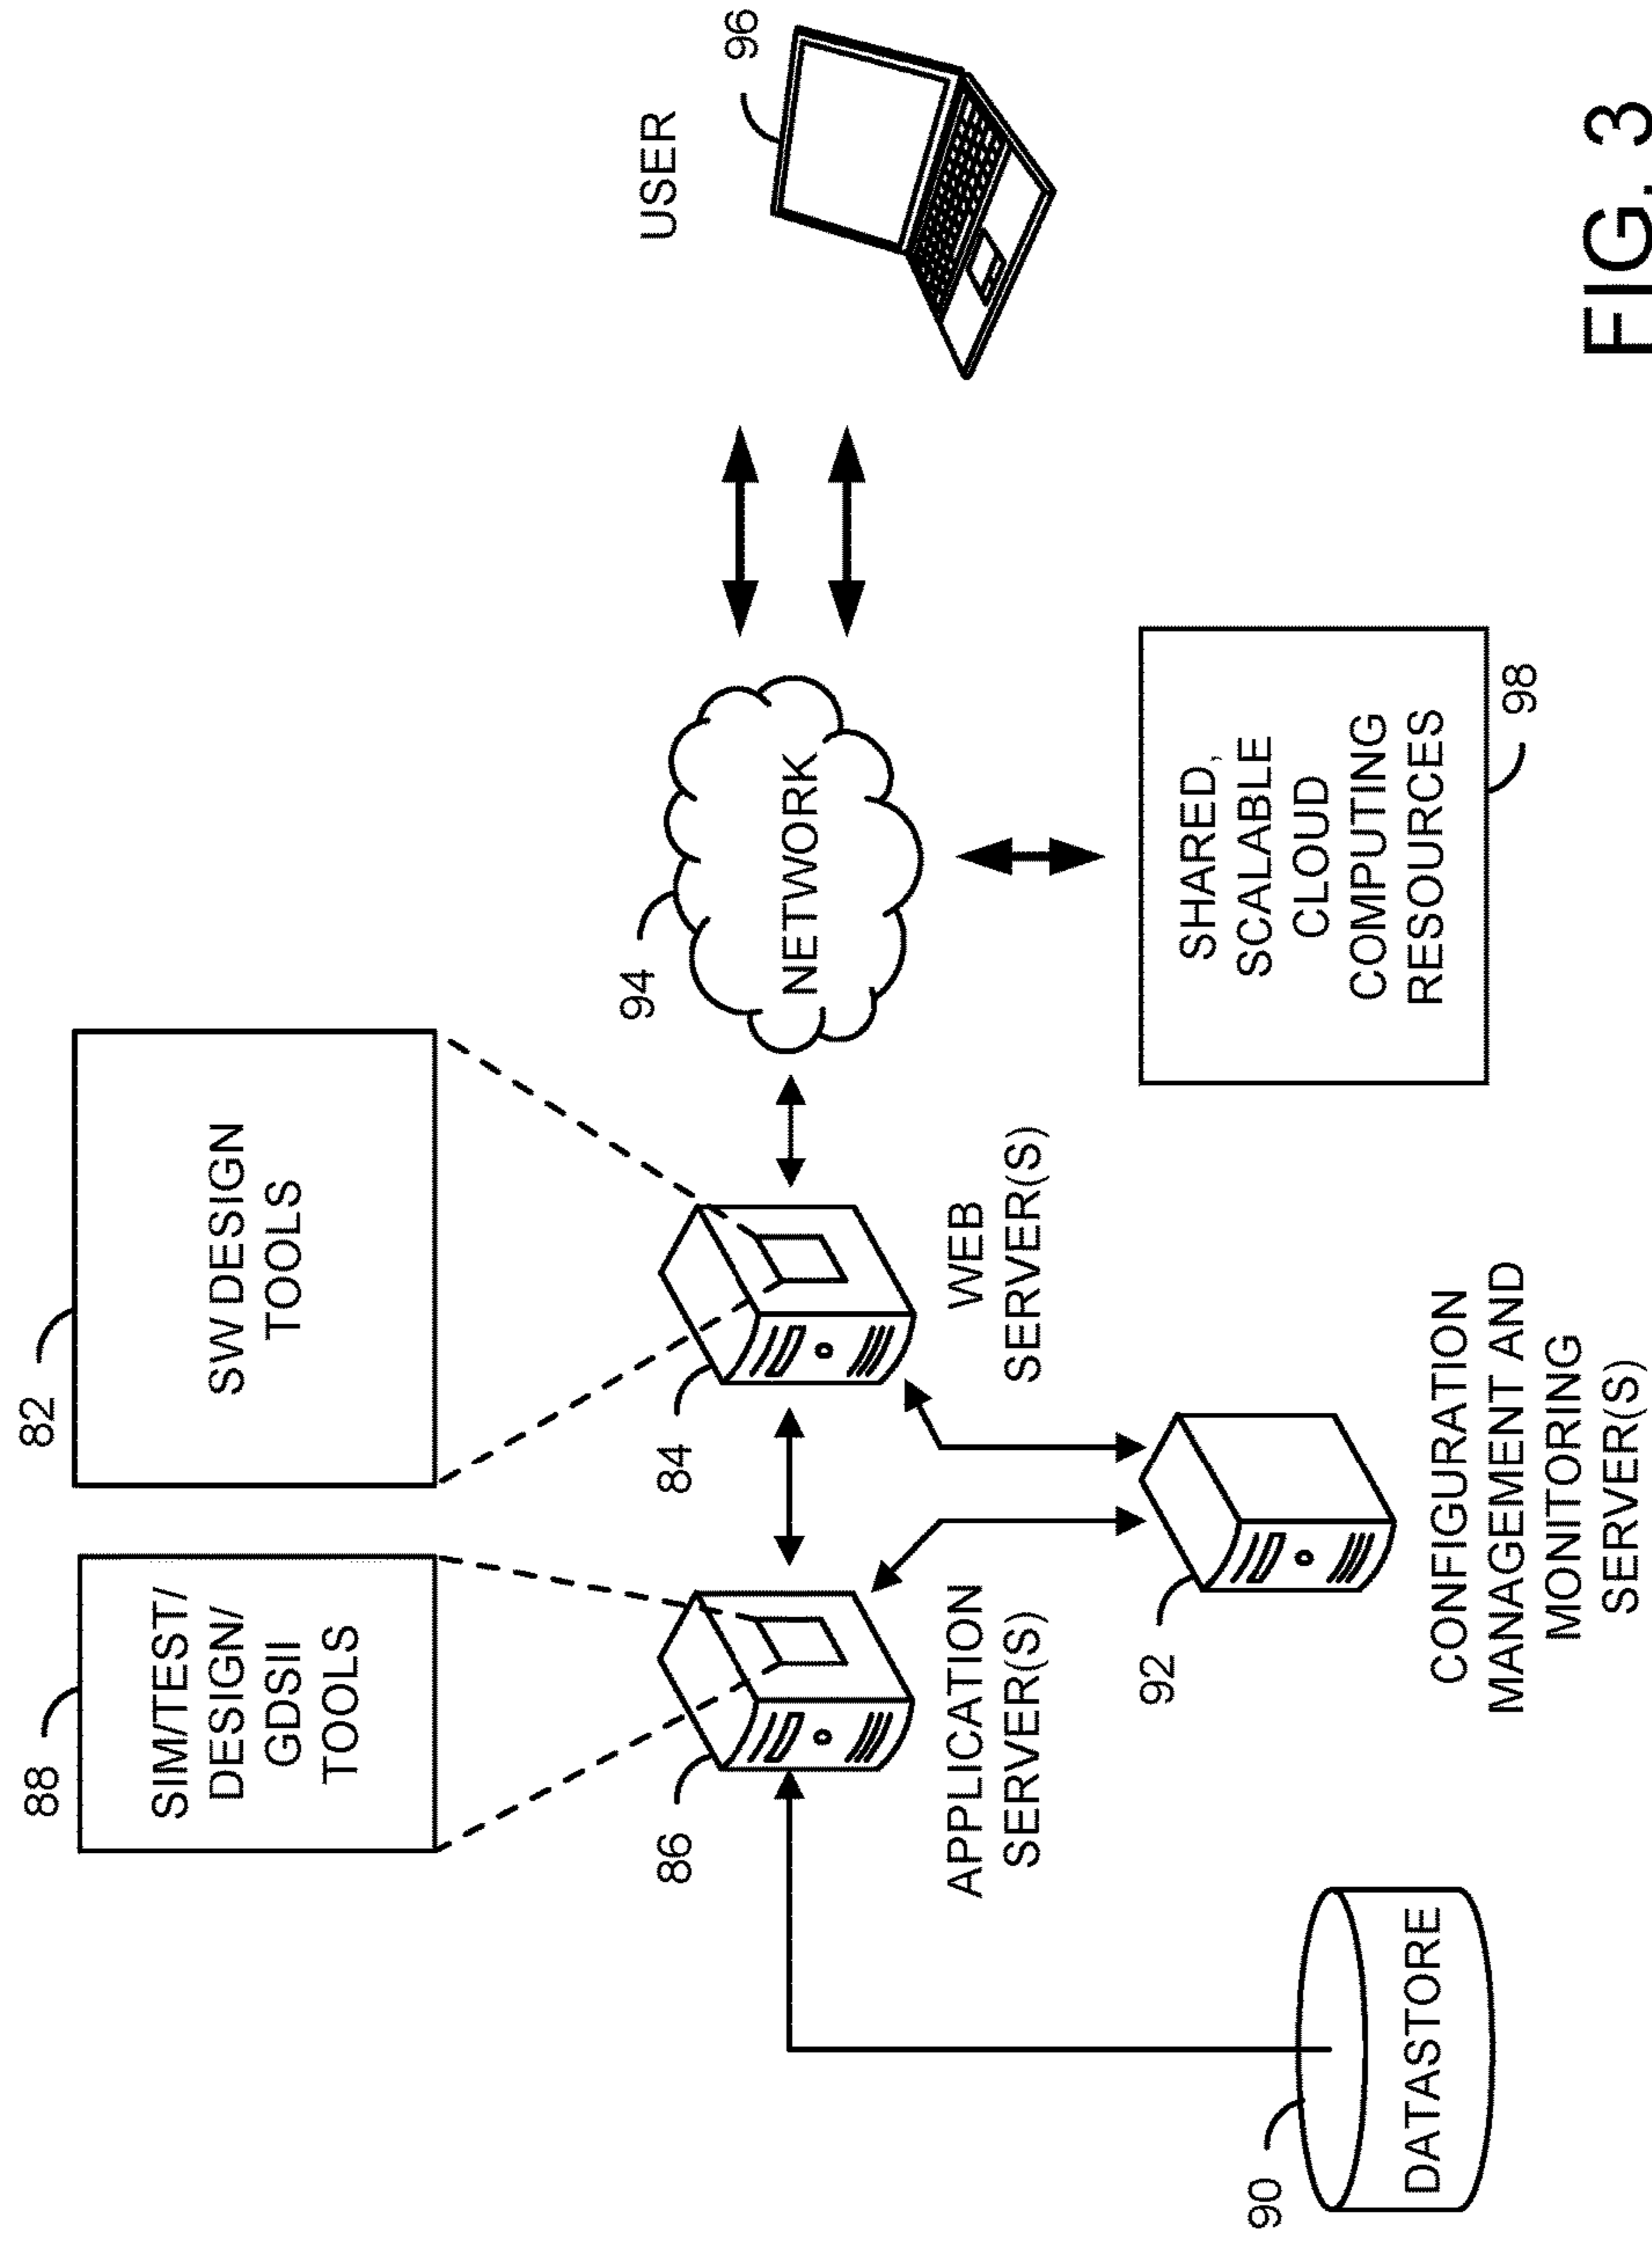 88
SIM/TEST/
DESIGN/
GDSII
TOOLS
82
SW DESIGN
TOOLS
86
APPLICATION
SERVER(S)
84
WEB
SERVER(S)
94
NETWORK
USER
96
90
DATASTORE
92
CONFIGURATION
MANAGEMENT AND
MONITORING
SERVER(S)
SHARED,
SCALABLE
CLOUD
COMPUTING
RESOURCES
98
FIG. 3